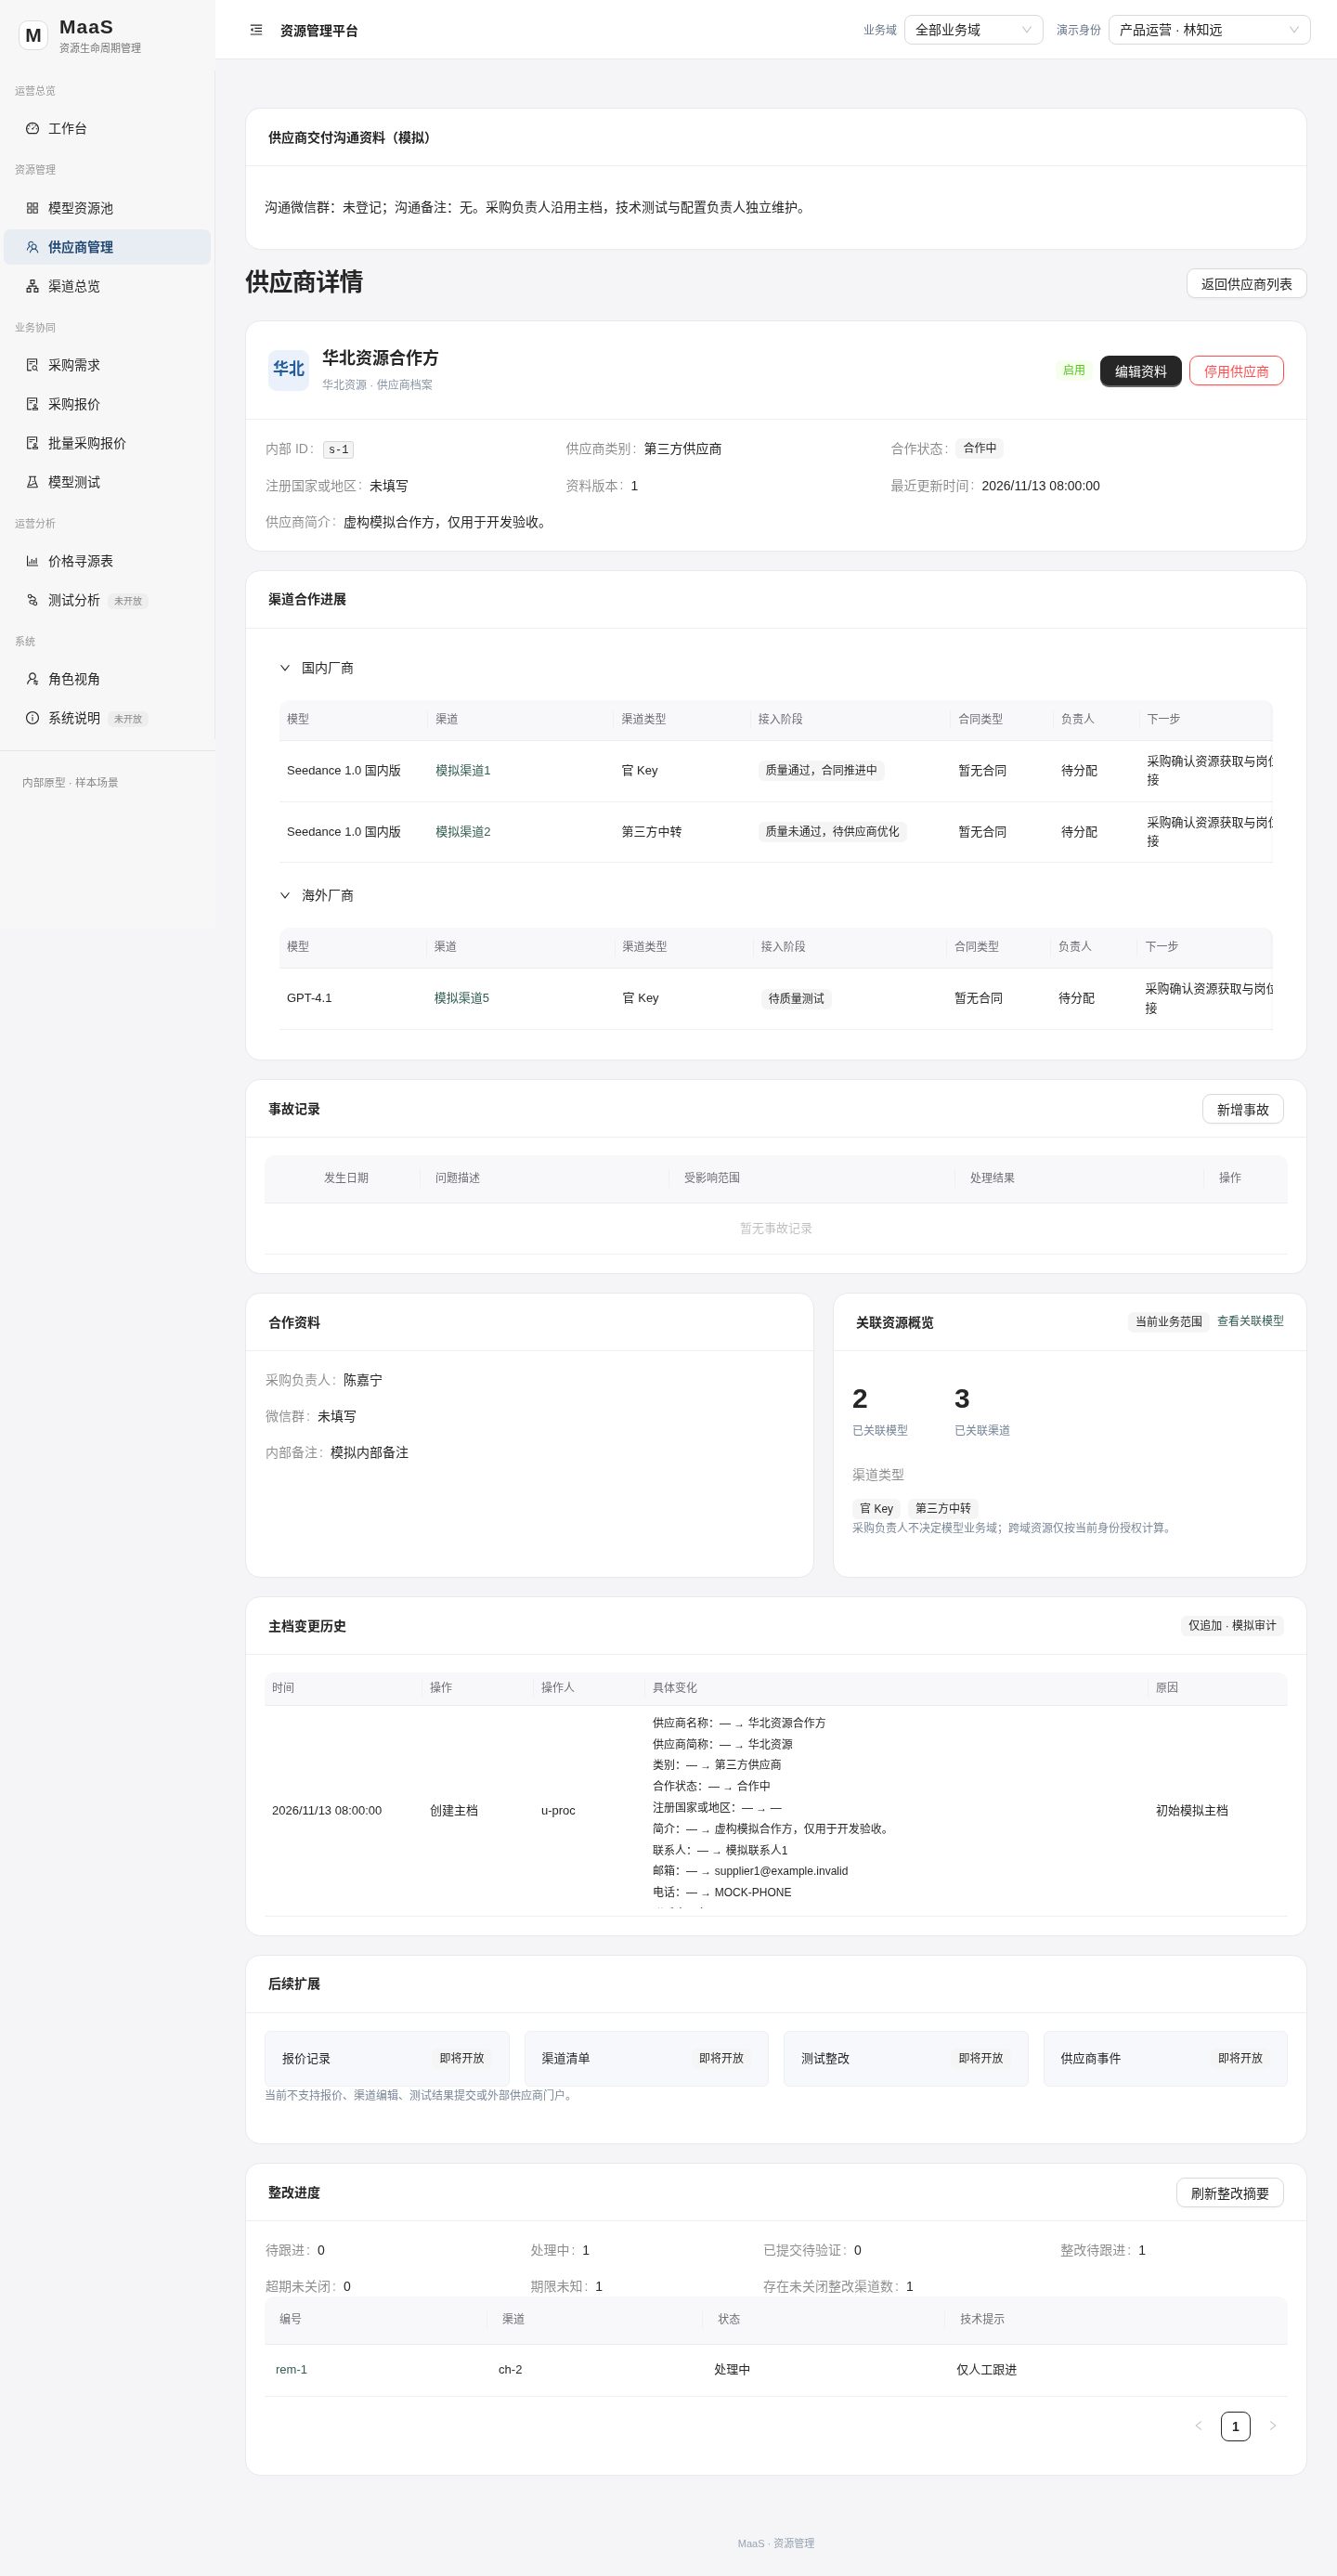 M
MaaS
资源生命周期管理
运营总览
工作台
资源管理
模型资源池
供应商管理
渠道总览
业务协同
采购需求
采购报价
批量采购报价
模型测试
运营分析
价格寻源表
测试分析 未开放
系统
角色视角
系统说明 未开放
内部原型 · 样本场景
资源管理平台
业务域 全部业务域 演示身份 产品运营 · 林知远
供应商交付沟通资料（模拟）
沟通微信群：未登记；沟通备注：无。采购负责人沿用主档，技术测试与配置负责人独立维护。
供应商详情 返回供应商列表
华北
华北资源合作方
华北资源 · 供应商档案
启用 编辑资料 停用供应商
内部 ID： s-1 供应商类别： 第三方供应商 合作状态： 合作中
注册国家或地区： 未填写 资料版本： 1 最近更新时间： 2026/11/13 08:00:00
供应商简介： 虚构模拟合作方，仅用于开发验收。
渠道合作进展
国内厂商
模型 渠道 渠道类型 接入阶段 合同类型 负责人 下一步
Seedance 1.0 国内版 模拟渠道1 官 Key 质量通过，合同推进中 暂无合同 待分配 采购确认资源获取与岗位
接
Seedance 1.0 国内版 模拟渠道2 第三方中转 质量未通过，待供应商优化 暂无合同 待分配 采购确认资源获取与岗位
接
海外厂商
模型 渠道 渠道类型 接入阶段 合同类型 负责人 下一步
GPT-4.1 模拟渠道5 官 Key 待质量测试 暂无合同 待分配 采购确认资源获取与岗位
接
事故记录 新增事故
发生日期 问题描述 受影响范围 处理结果 操作
暂无事故记录
合作资料
采购负责人： 陈嘉宁
微信群： 未填写
内部备注： 模拟内部备注
关联资源概览 当前业务范围 查看关联模型
2 3
已关联模型 已关联渠道
渠道类型
官 Key 第三方中转
采购负责人不决定模型业务域；跨域资源仅按当前身份授权计算。
主档变更历史 仅追加 · 模拟审计
时间 操作 操作人 具体变化 原因
2026/11/13 08:00:00 创建主档 u-proc 初始模拟主档
供应商名称：— → 华北资源合作方
供应商简称：— → 华北资源
类别：— → 第三方供应商
合作状态：— → 合作中
注册国家或地区：— → —
简介：— → 虚构模拟合作方，仅用于开发验收。
联系人：— → 模拟联系人1
邮箱：— → supplier1@example.invalid
电话：— → MOCK-PHONE
后续扩展
报价记录 即将开放 渠道清单 即将开放 测试整改 即将开放 供应商事件 即将开放
当前不支持报价、渠道编辑、测试结果提交或外部供应商门户。
整改进度 刷新整改摘要
待跟进： 0 处理中： 1 已提交待验证： 0 整改待跟进： 1
超期未关闭： 0 期限未知： 1 存在未关闭整改渠道数： 1
编号 渠道 状态 技术提示
rem-1 ch-2 处理中 仅人工跟进
1
MaaS · 资源管理